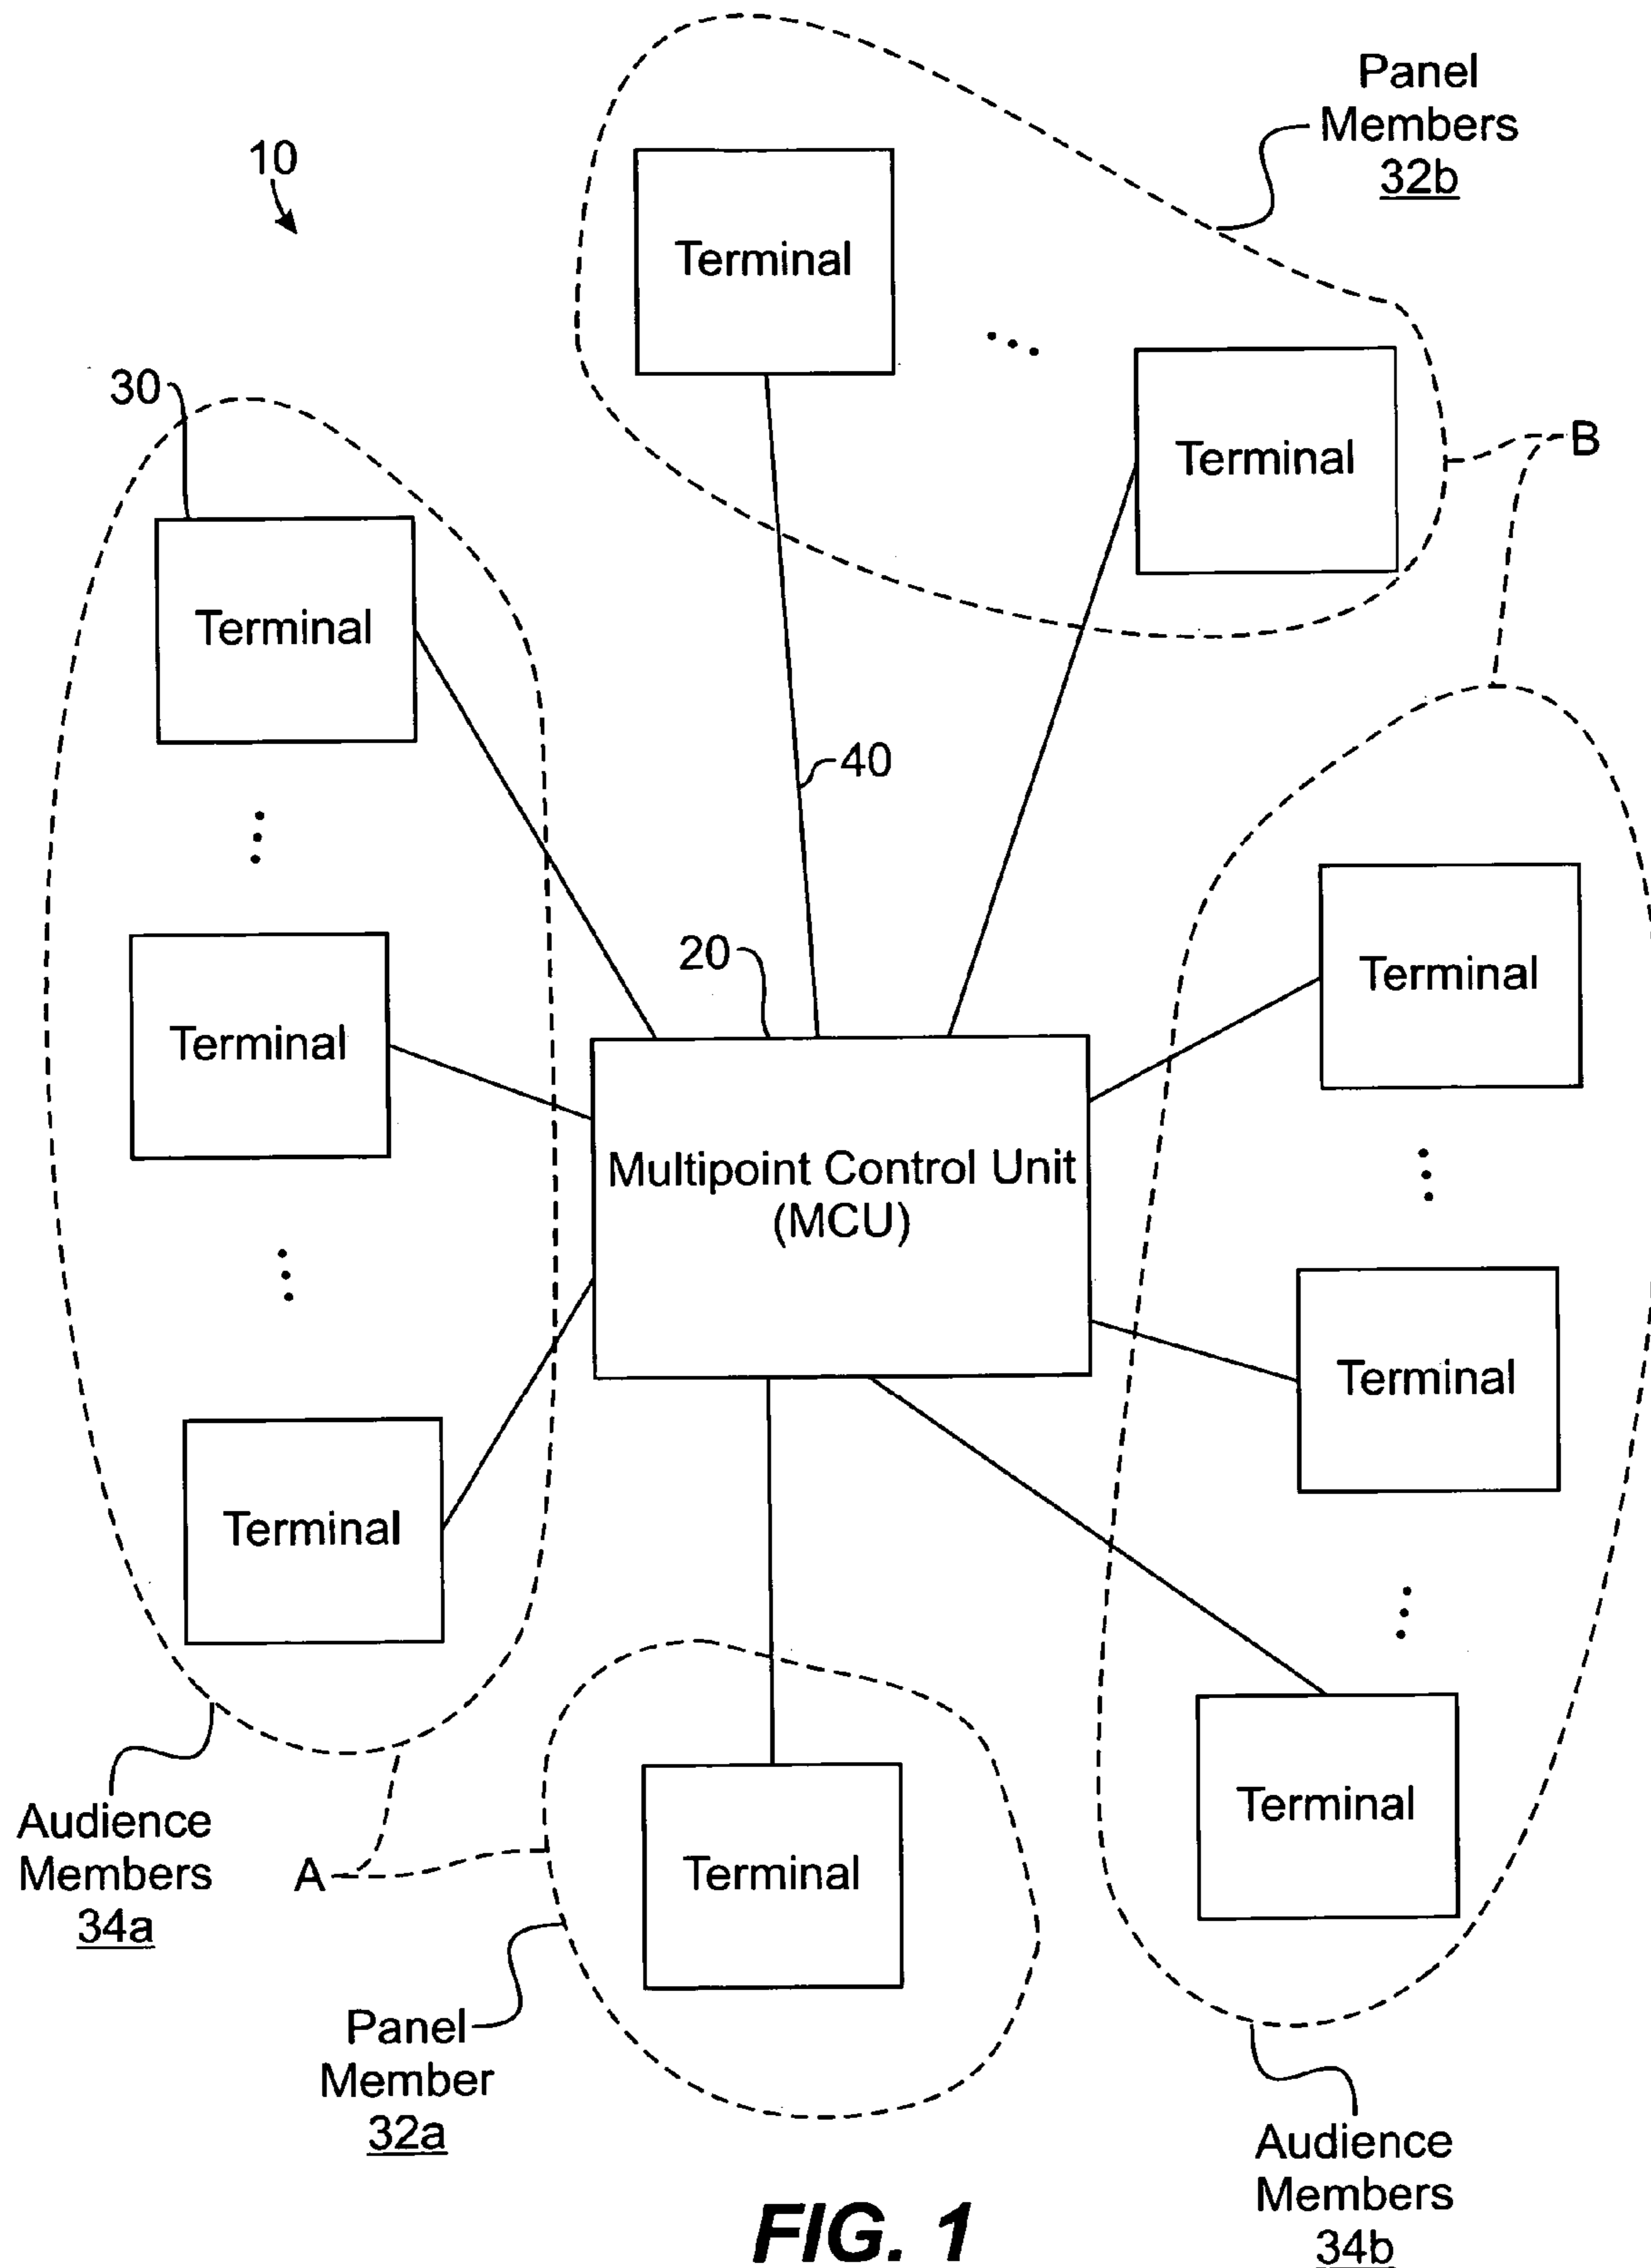 Panel
Members
32b
10
Terminal
30
Terminal
B
Terminal
40
20
Terminal
Terminal
Multipoint Control Unit
(MCU)
Terminal
Terminal
Terminal
Terminal
Audience
Members
34a
A
Panel
Member
32a
Audience
Members
34b
FIG. 1